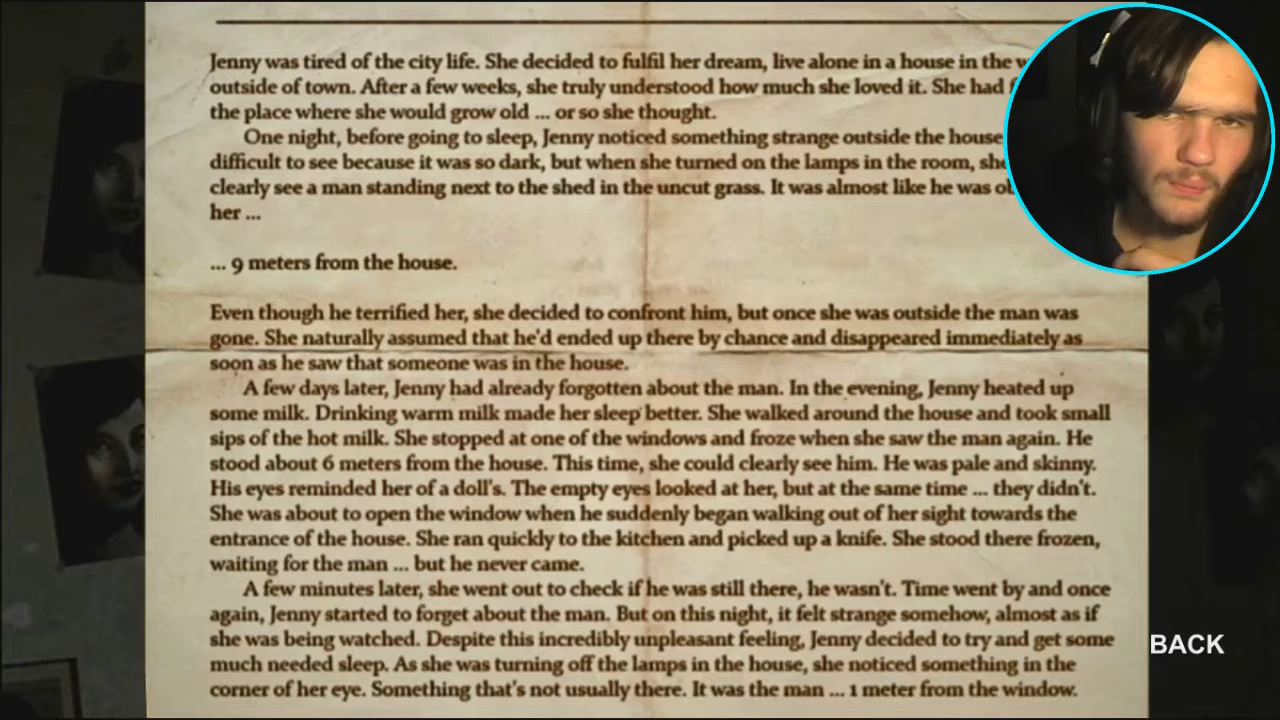 Jenny was tired of the city life. She decided to fulfil her dream, live alone in a house in the
outside of town. After a few weeks, she truly understood how much she loved it. She had
the place where she would grow old ... or so she thought.
One night, before going to sleep, Jenny noticed something strange outside the house
difficult to see because it was so dark, but when she turned on the lamps in the room, she
clearly see a man standing next to the shed in the uncut grass. It was almost like he was
her ...
... 9 meters from the house.
Even though he terrified her, she decided to confront him, but once she was outside the man was
gone. She naturally assumed that he'd ended up there by chance and disappeared immediately as
soon as he saw that someone was in the house.
A few days later, Jenny had already forgotten about the man. In the evening, Jenny heated up
some milk. Drinking warm milk made her sleep better. She walked around the house and took small
sips of the hot milk. She stopped at one of the windows and froze when she saw the man again. He
stood about 6 meters from the house. This time, she could clearly see him. He was pale and skinny.
His eyes reminded her of a doll's. The empty eyes looked at her, but at the same time ... they didn't.
She was about to open the window when he suddenly began walking out of her sight towards the
entrance of the house. She ran quickly to the kitchen and picked up a knife. She stood there frozen,
waiting for the man ... but he never came.
A few minutes later, she went out to check if he was still there, he wasn't. Time went by and once
again, Jenny started to forget about the man. But on this night, it felt strange somehow, almost as if
she was being watched. Despite this incredibly unpleasant feeling, Jenny decided to try and get some
BACK
much needed sleep. As she was turning off the lamps in the house, she noticed something in the
corner of her eye. Something that's not usually there. It was the man ... 1 meter from the window.